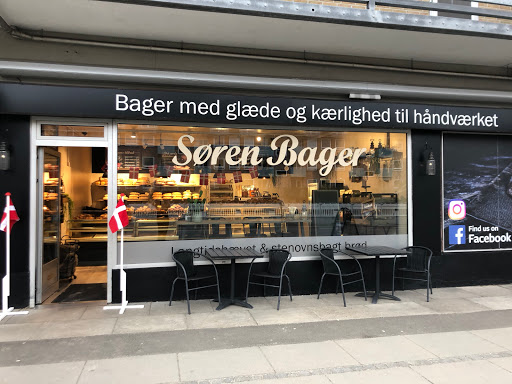 Bager med glæde og kærlighed til håndværket
Søren Bager
Langtidshævet & stenovnsbagt brød
Find us on
Facebook